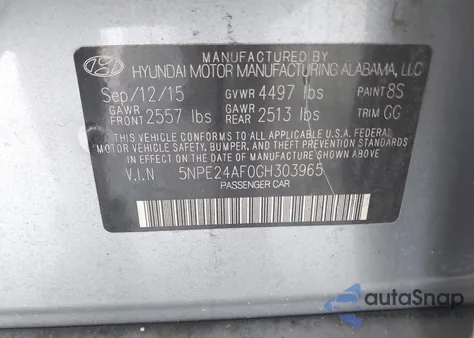 MANUFACTURED BY
HYUNDAI MOTOR MANUFACTURING ALABAMA, LLC
Sep/12/15 GVWR 4497 lbs PAINT 8S
GAWR FRONT 2557 lbs GAWR REAR 2513 lbs TRIM GG
THIS VEHICLE CONFORMS TO ALL APPLICABLE U.S.A. FEDERAL
MOTOR VEHICLE SAFETY, BUMPER, AND THEFT PREVENTION STANDARDS
IN EFFECT ON THE DATE OF MANUFACTURE SHOWN ABOVE.
V.I.N 5NPE24AF0GH303965
PASSENGER CAR
autoSnap